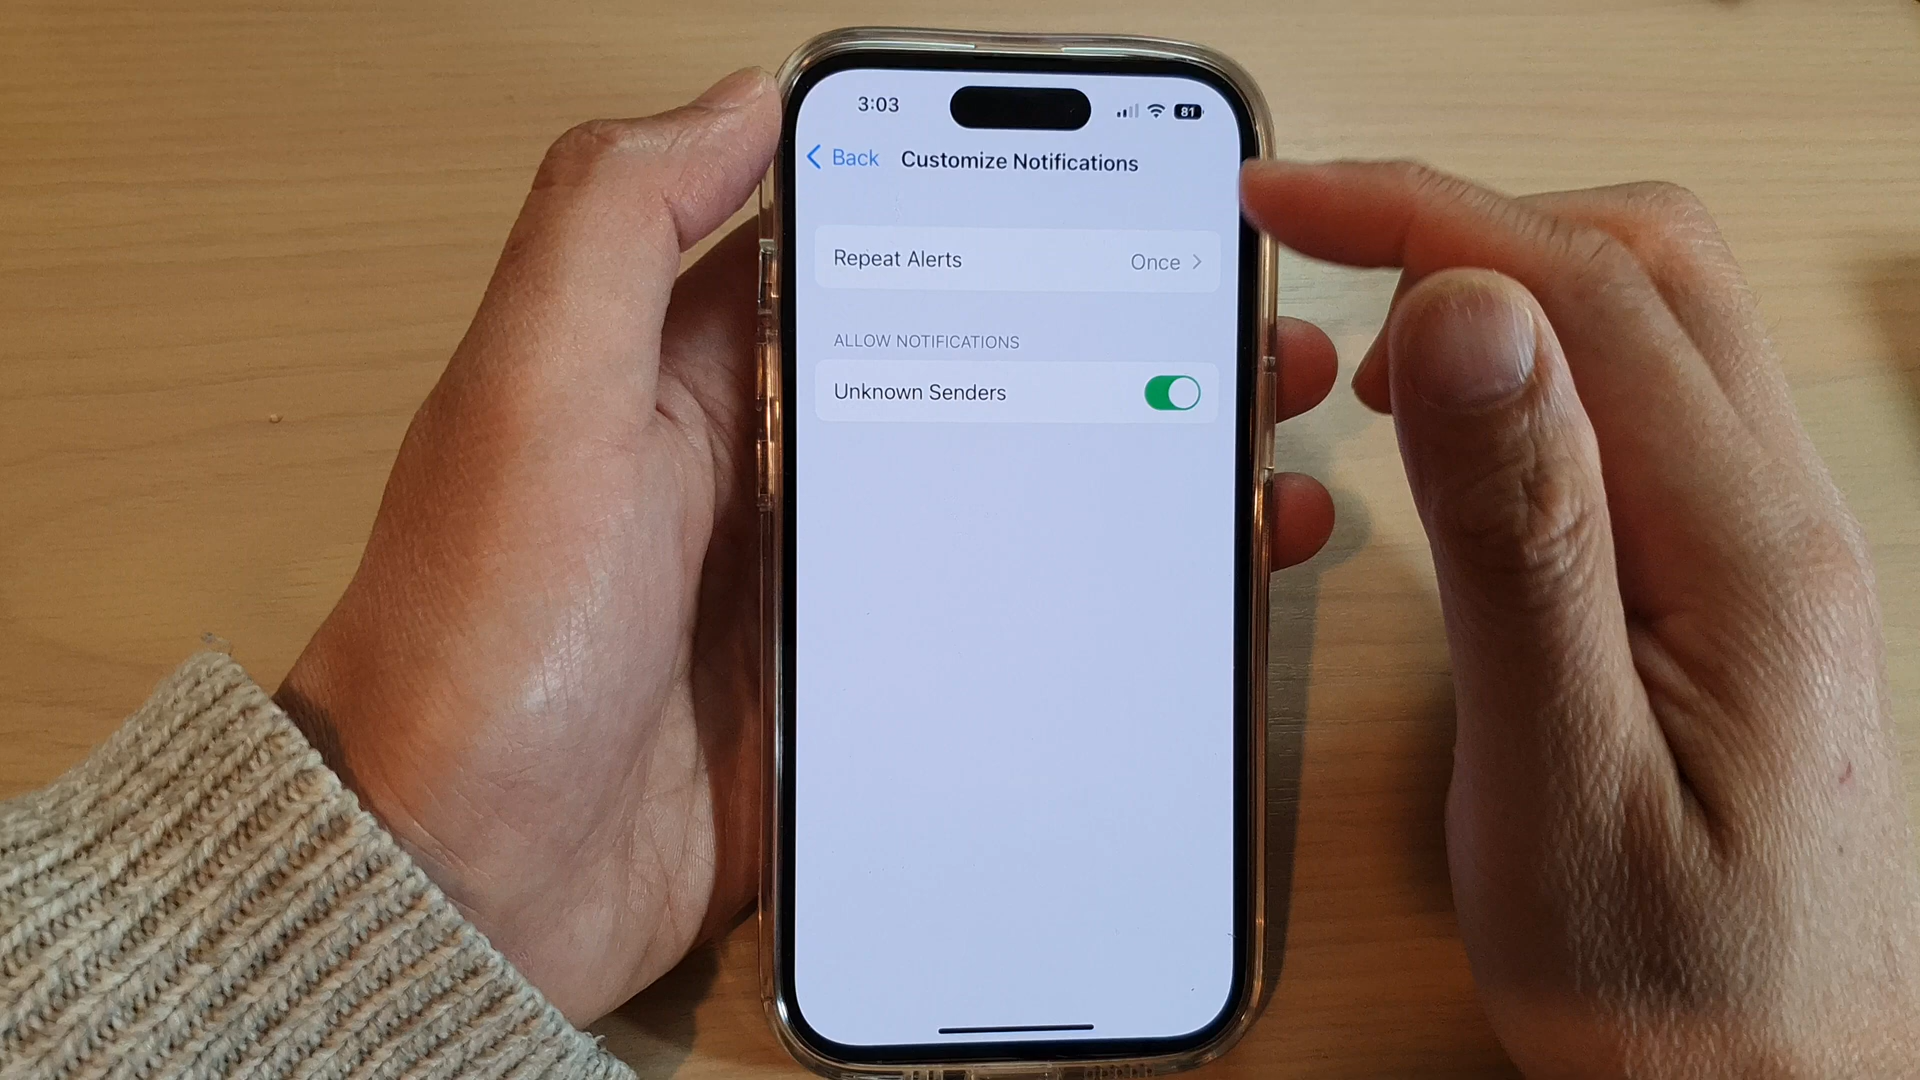 3:03
81
Back Customize Notifications
Repeat Alerts Once
ALLOW NOTIFICATIONS
Unknown Senders